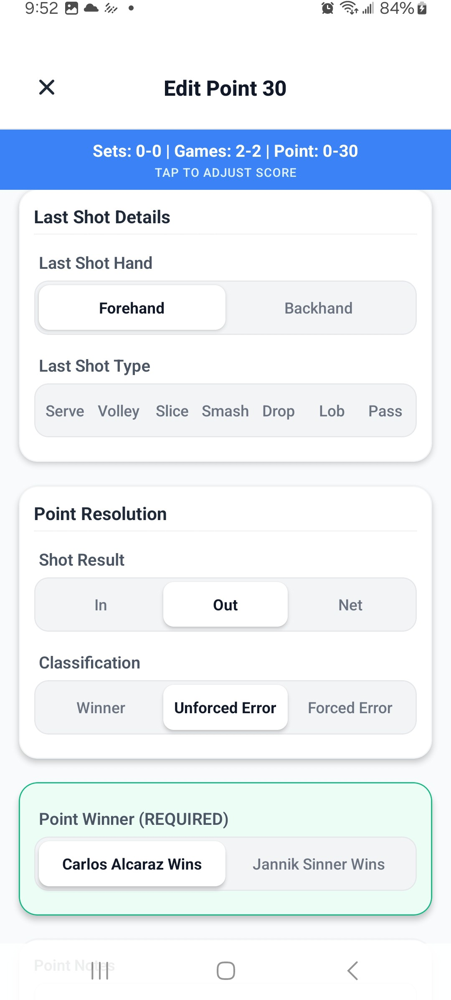 9:52 84%
Edit Point 30
Sets: 0-0 | Games: 2-2 | Point: 0-30
TAP TO ADJUST SCORE
Last Shot Details
Last Shot Hand
Forehand Backhand
Last Shot Type
Serve Volley Slice Smash Drop Lob Pass
Point Resolution
Shot Result
In Out Net
Classification
Winner Unforced Error Forced Error
Point Winner (REQUIRED)
Carlos Alcaraz Wins Jannik Sinner Wins
Point Notes